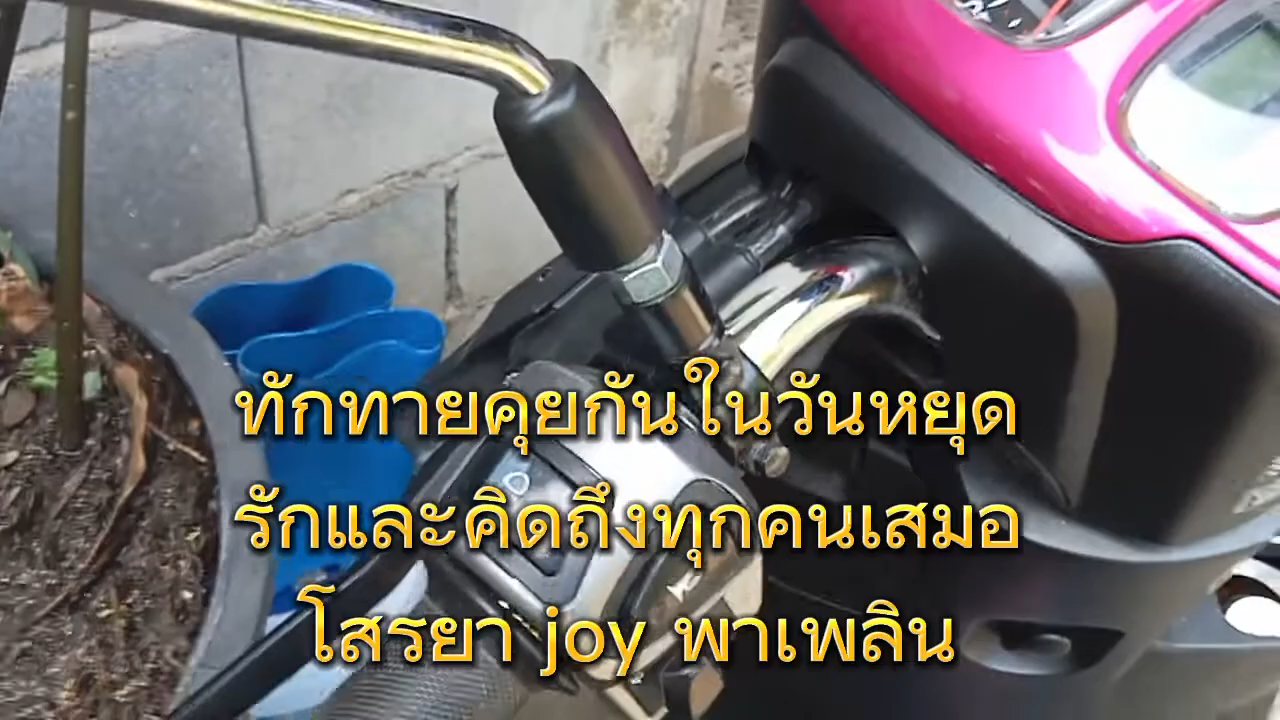 ทักทายคุยกันในวันหยุด
รักและคิดถึงทุกคนเสมอ
โสรยา joy พาเพลิน